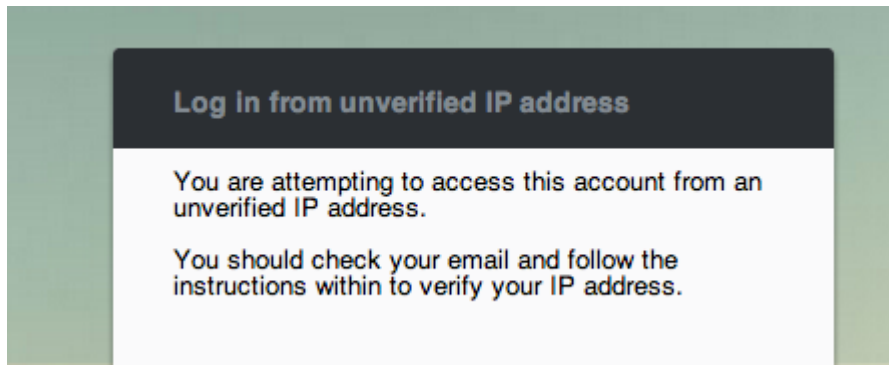 Log in from unverified IP address
You are attempting to access this account from an
unverified IP address.
You should check your email and follow the
instructions within to verify your IP address.